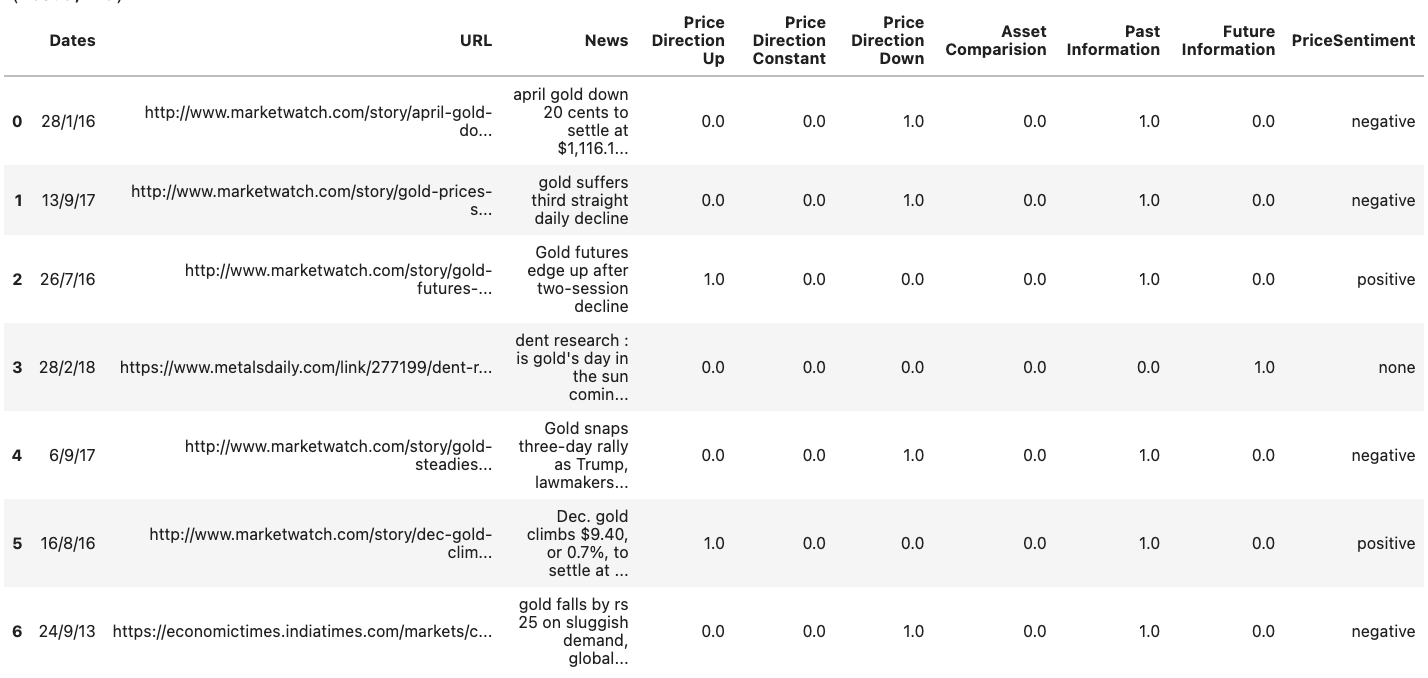 Dates URL News Price Direction Up Price Direction Constant Price Direction Down Asset Comparision Past Information Future Information PriceSentiment
0 28/1/16 http://www.marketwatch.com/story/april-gold-do... april gold down 20 cents to settle at $1,116.1... 0.0 0.0 1.0 0.0 1.0 0.0 negative
1 13/9/17 http://www.marketwatch.com/story/gold-prices-s... gold suffers third straight daily decline 0.0 0.0 1.0 0.0 1.0 0.0 negative
2 26/7/16 http://www.marketwatch.com/story/gold-futures-... Gold futures edge up after two-session decline 1.0 0.0 0.0 0.0 1.0 0.0 positive
3 28/2/18 https://www.metalsdaily.com/link/277199/dent-r... dent research : is gold's day in the sun comin... 0.0 0.0 0.0 0.0 0.0 1.0 none
4 6/9/17 http://www.marketwatch.com/story/gold-steadies... Gold snaps three-day rally as Trump, lawmakers... 0.0 0.0 1.0 0.0 1.0 0.0 negative
5 16/8/16 http://www.marketwatch.com/story/dec-gold-clim... Dec. gold climbs $9.40, or 0.7%, to settle at ... 1.0 0.0 0.0 0.0 1.0 0.0 positive
6 24/9/13 https://economictimes.indiatimes.com/markets/c... gold falls by rs 25 on sluggish demand, global... 0.0 0.0 1.0 0.0 1.0 0.0 negative